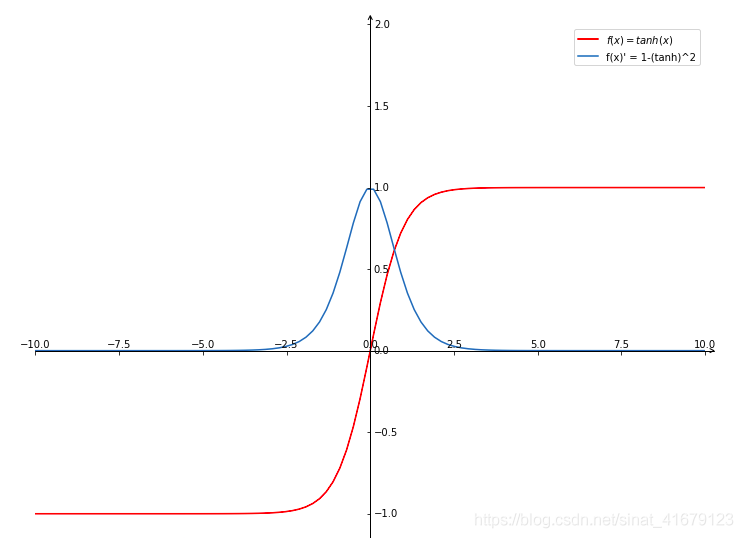 2.0
f(x) = tanh(x)
f(x)' = 1-(tanh)^2
1.5
1.0
0.5
−10.0 −7.5 −5.0 −2.5 0.0 2.5 5.0 7.5 10.0
0.0
−0.5
−1.0
https://blog.csdn.net/sinat_41679123